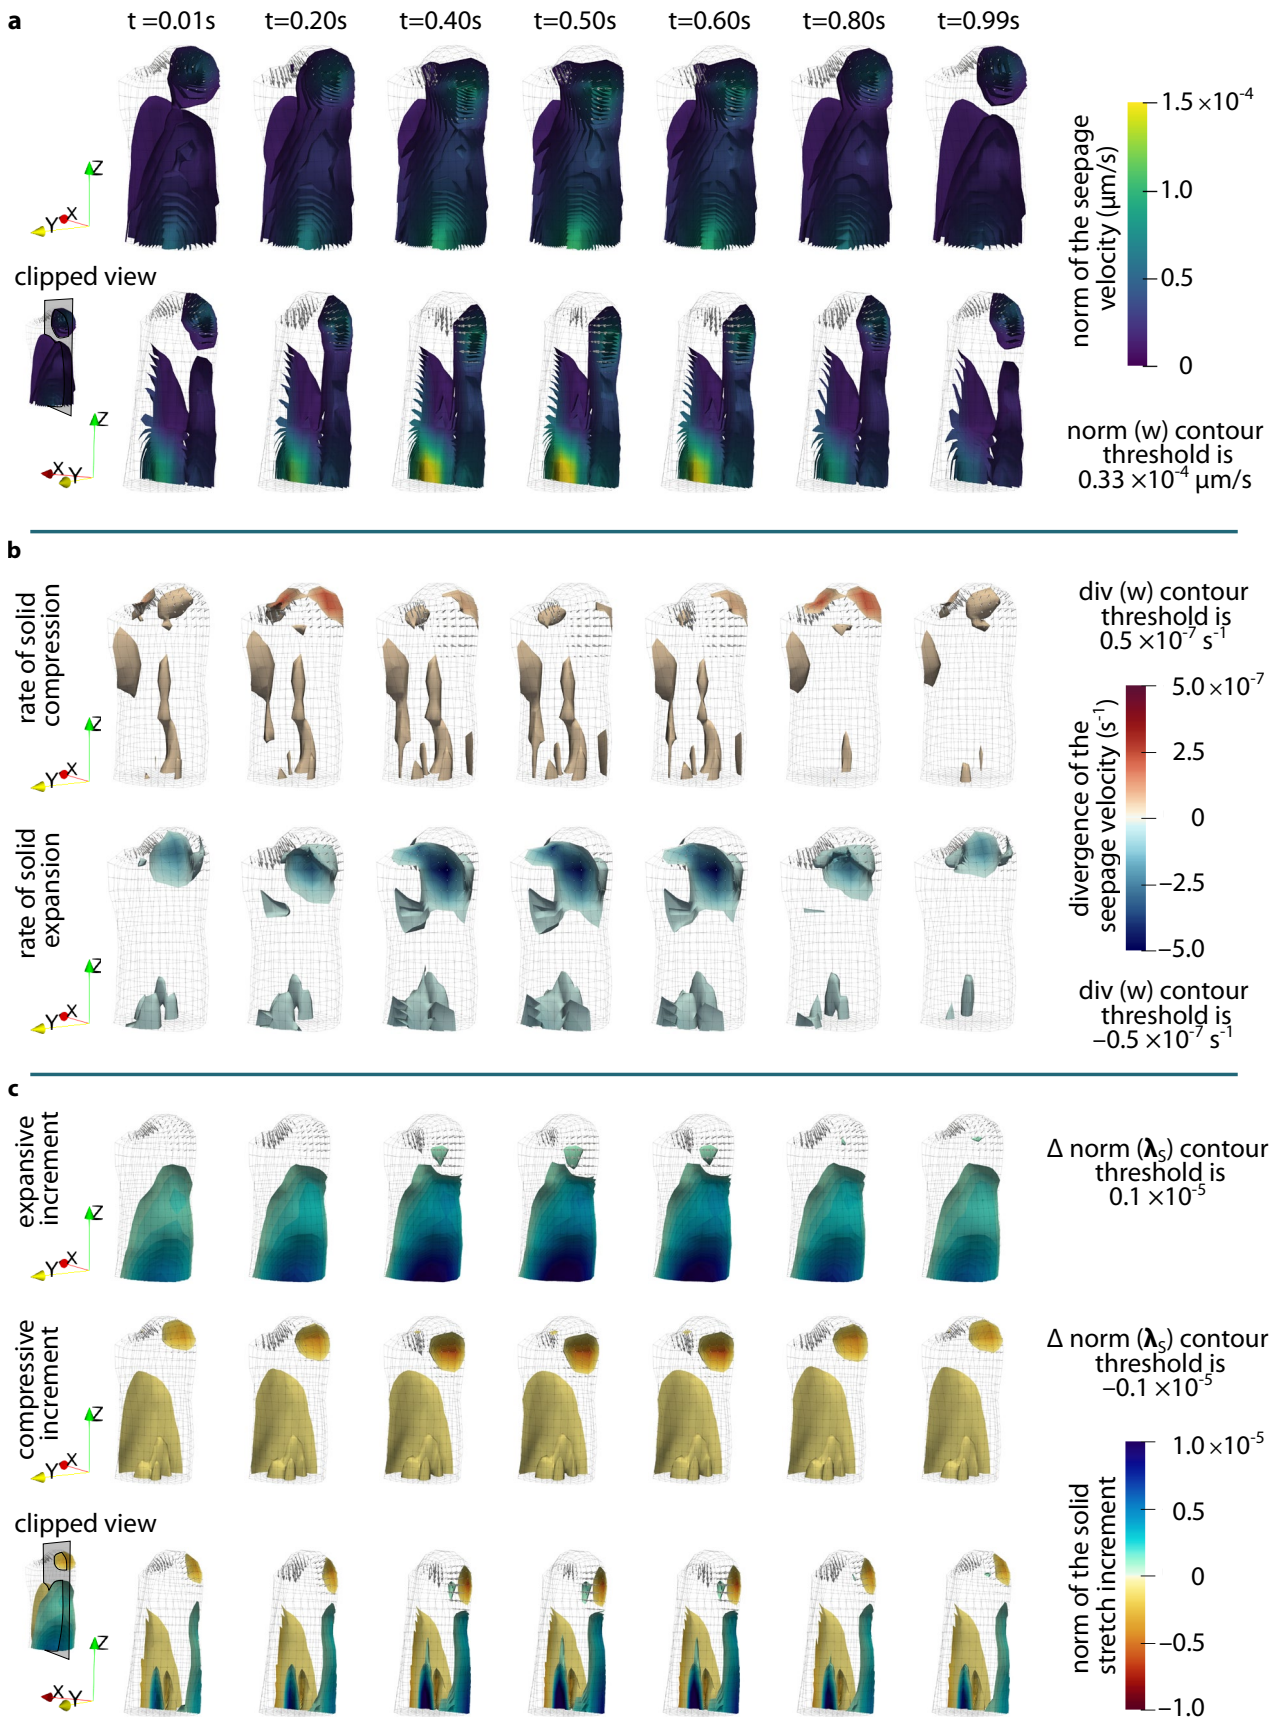 a
t =0.01s t=0.20s t=0.40s t=0.50s t=0.60s t=0.80s t=0.99s
Z
Y X
norm of the seepage
velocity (μm/s)
1.5 ×10⁻⁴
1.0
0.5
0
clipped view
Z
X Y
norm (w) contour
threshold is
0.33 ×10⁻⁴ μm/s
b
rate of solid
compression
Z
Y X
div (w) contour
threshold is
0.5 ×10⁻⁷ s⁻¹
rate of solid
expansion
Z
Y X
divergence of the
seepage velocity (s⁻¹)
5.0 ×10⁻⁷
2.5
0
−2.5
−5.0
div (w) contour
threshold is
−0.5 ×10⁻⁷ s⁻¹
c
expansive
increment
Z
Y X
Δ norm (λₛ) contour
threshold is
0.1 ×10⁻⁵
compressive
increment
Z
Y X
Δ norm (λₛ) contour
threshold is
−0.1 ×10⁻⁵
clipped view
Z
X Y
norm of the solid
stretch increment
1.0 ×10⁻⁵
0.5
0
−0.5
−1.0